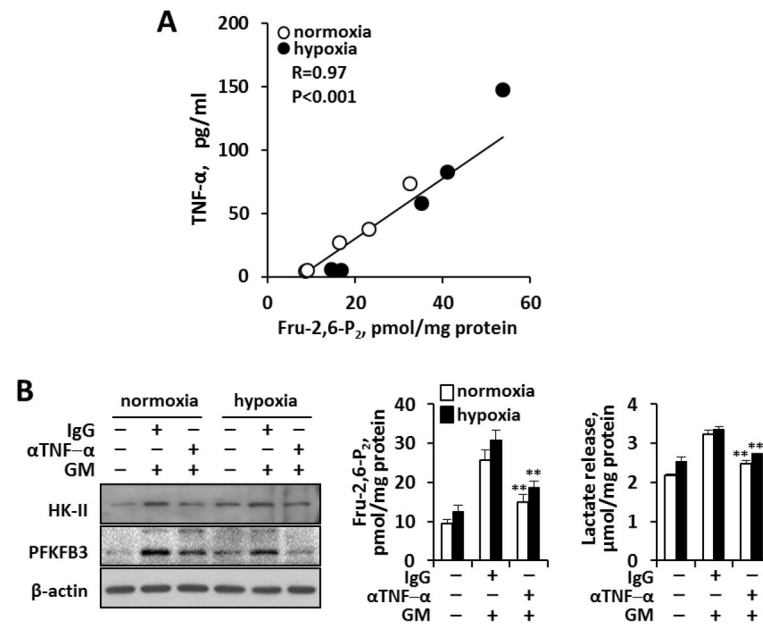 A
normoxia
hypoxia
R=0.97
P<0.001
TNF-α, pg/ml
200
150
100
50
0
0 20 40 60
Fru-2,6-P₂, pmol/mg protein
B
normoxia hypoxia
IgG − + − − + −
αTNF−α − − + − − +
GM − + + − + +
HK-II
PFKFB3
β-actin
normoxia
hypoxia
Fru-2,6-P₂,
pmol/mg protein
40
30
20
10
0
** **
IgG − + −
αTNF−α − − +
GM − + +
Lactate release,
μmol/mg protein
4
3
2
1
0
** **
IgG − + −
αTNF−α − − +
GM − + +